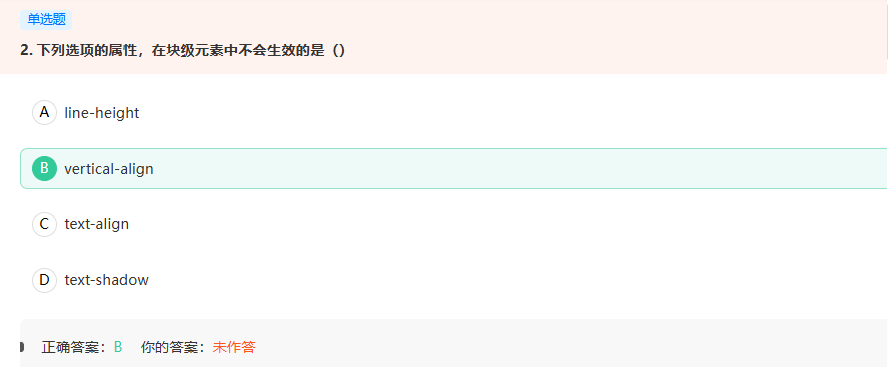 单选题
2. 下列选项的属性，在块级元素中不会生效的是（）
A line-height
B vertical-align
C text-align
D text-shadow
正确答案：B 你的答案：未作答